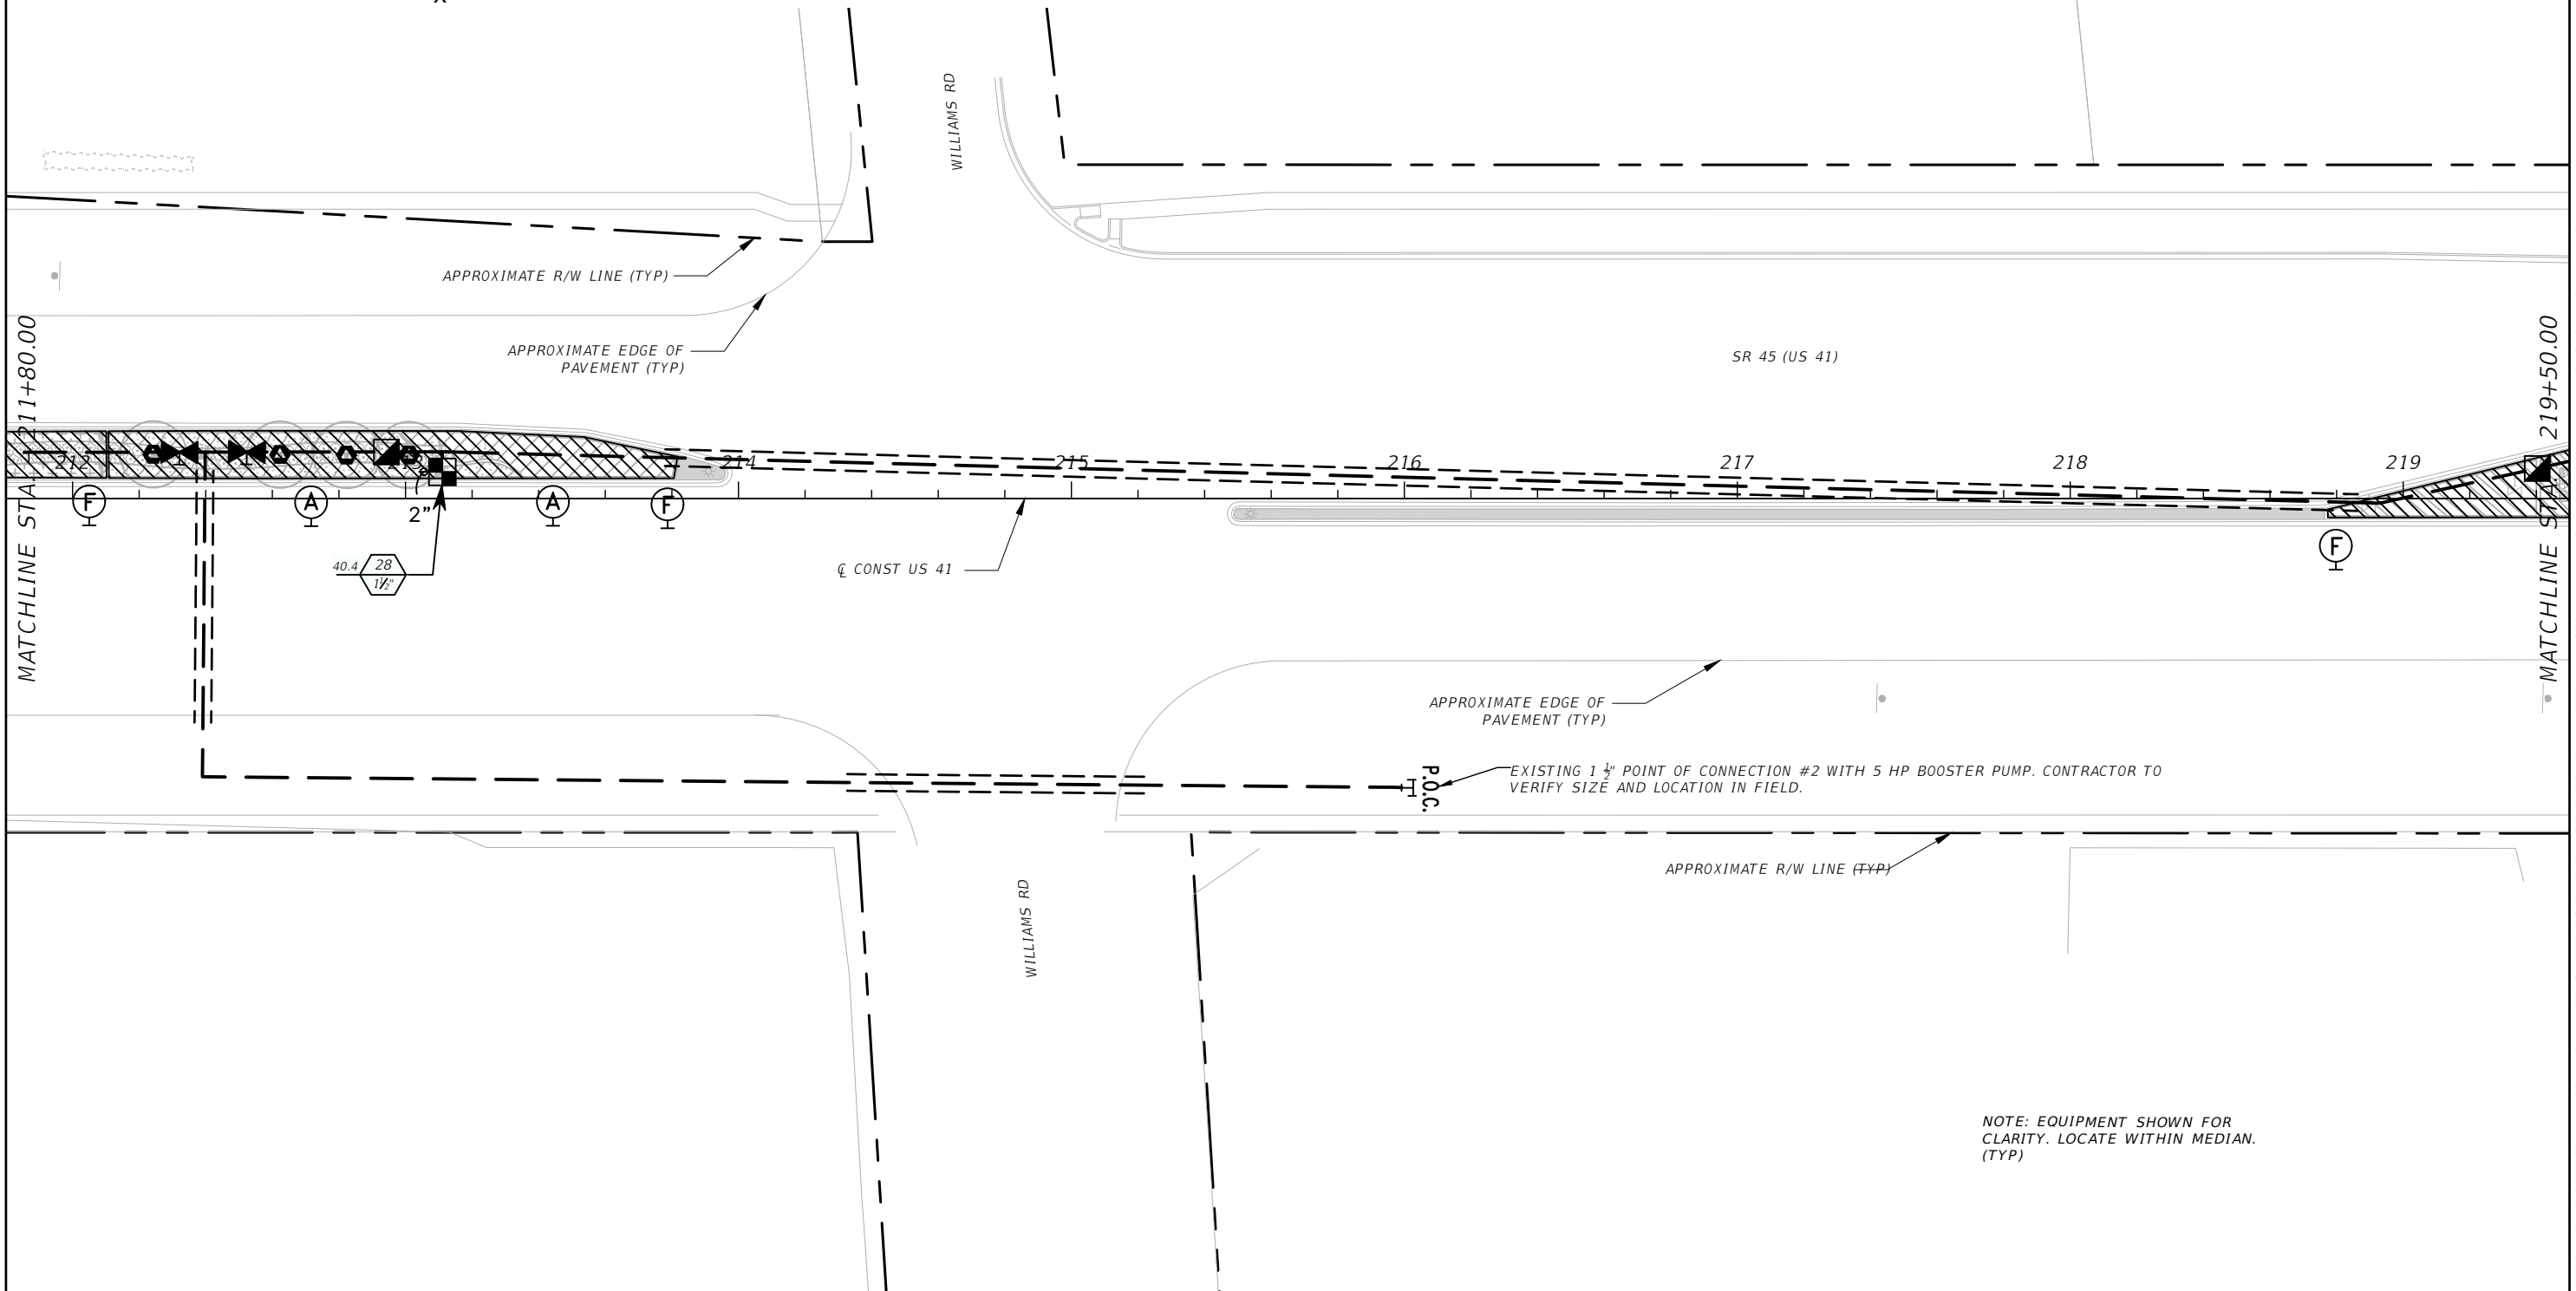 WILLIAMS RD
APPROXIMATE R/W LINE (TYP)
APPROXIMATE EDGE OF
PAVEMENT (TYP)
SR 45 (US 41)
MATCHLINE STA. 211+80.00
MATCHLINE STA. 219+50.00
212
213
214
215
216
217
218
219
F
A
A
F
F
2"
40.4
28
1½"
℄ CONST US 41
APPROXIMATE EDGE OF
PAVEMENT (TYP)
P.O.C.
EXISTING 1 ½" POINT OF CONNECTION #2 WITH 5 HP BOOSTER PUMP. CONTRACTOR TO
VERIFY SIZE AND LOCATION IN FIELD.
APPROXIMATE R/W LINE (TYP)
WILLIAMS RD
NOTE: EQUIPMENT SHOWN FOR
CLARITY. LOCATE WITHIN MEDIAN.
(TYP)